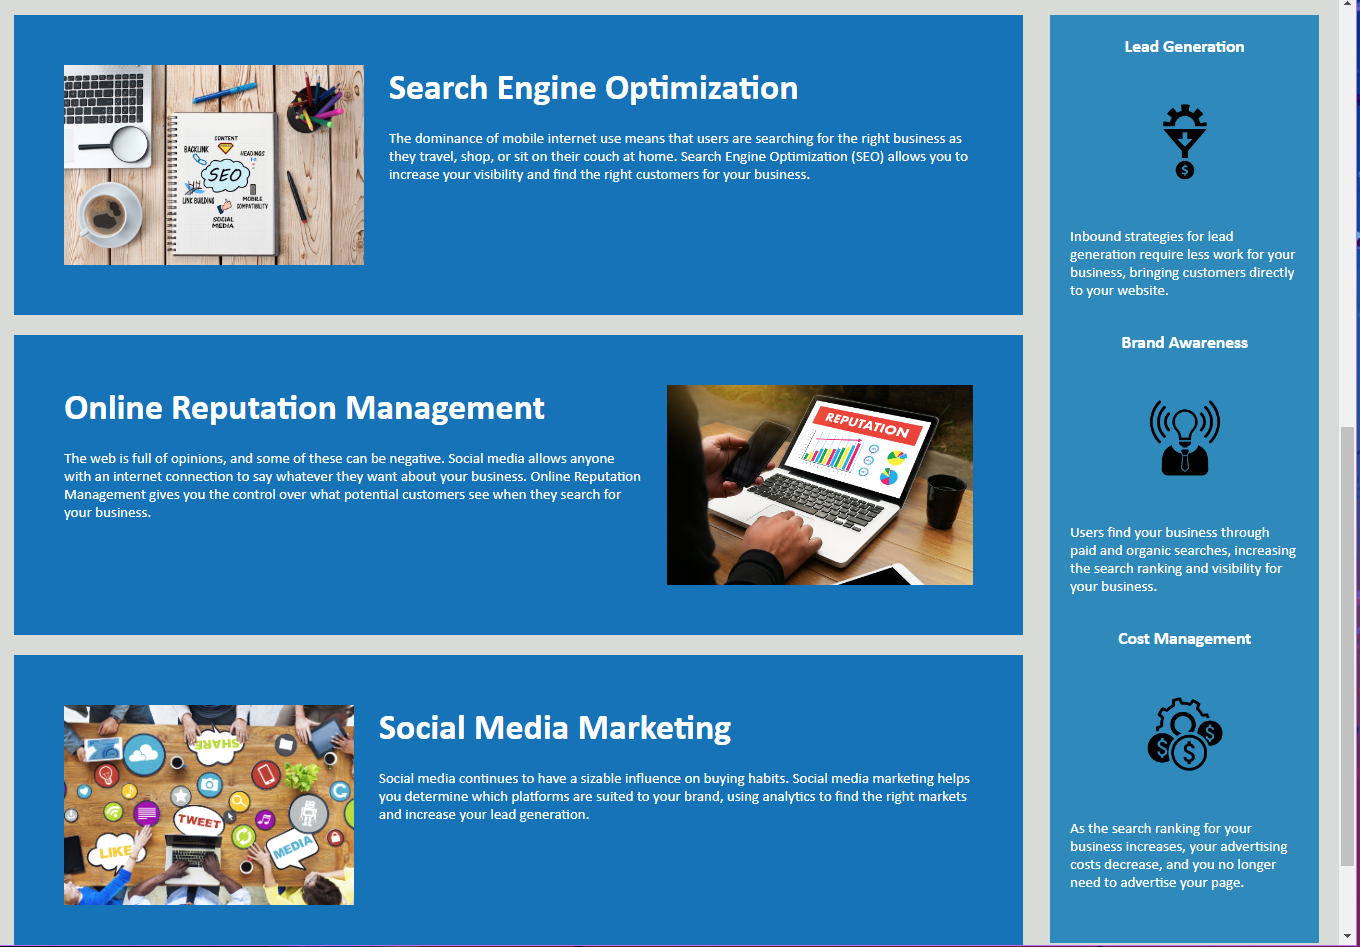 Search Engine Optimization
The dominance of mobile internet use means that users are searching for the right business as
they travel, shop, or sit on their couch at home. Search Engine Optimization (SEO) allows you to
increase your visibility and find the right customers for your business.
CONTENT
BACKLINK
HEADINGS
SEO
LINK BUILDING
MOBILE
COMPATIBILITY
SOCIAL
MEDIA
Online Reputation Management
The web is full of opinions, and some of these can be negative. Social media allows anyone
with an internet connection to say whatever they want about your business. Online Reputation
Management gives you the control over what potential customers see when they search for
your business.
REPUTATION
Social Media Marketing
Social media continues to have a sizable influence on buying habits. Social media marketing helps
you determine which platforms are suited to your brand, using analytics to find the right markets
and increase your lead generation.
SHARE
TWEET
LIKE
MEDIA
Lead Generation
$
Inbound strategies for lead
generation require less work for your
business, bringing customers directly
to your website.
Brand Awareness
Users find your business through
paid and organic searches, increasing
the search ranking and visibility for
your business.
Cost Management
$ $ $
As the search ranking for your
business increases, your advertising
costs decrease, and you no longer
need to advertise your page.